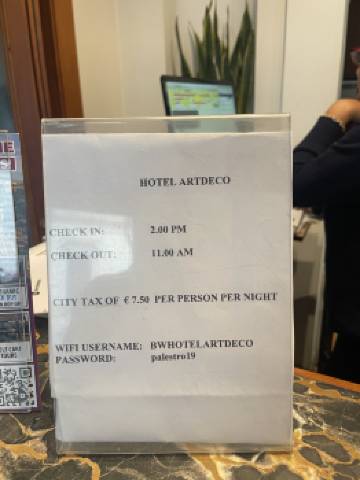 HOTEL ARTDECO
CHECK IN: 2.00 PM
CHECK OUT: 11.00 AM
CITY TAX OF € 7.50 PER PERSON PER NIGHT
WIFI USERNAME: BWHOTELARTDECO
PASSWORD: palestro19